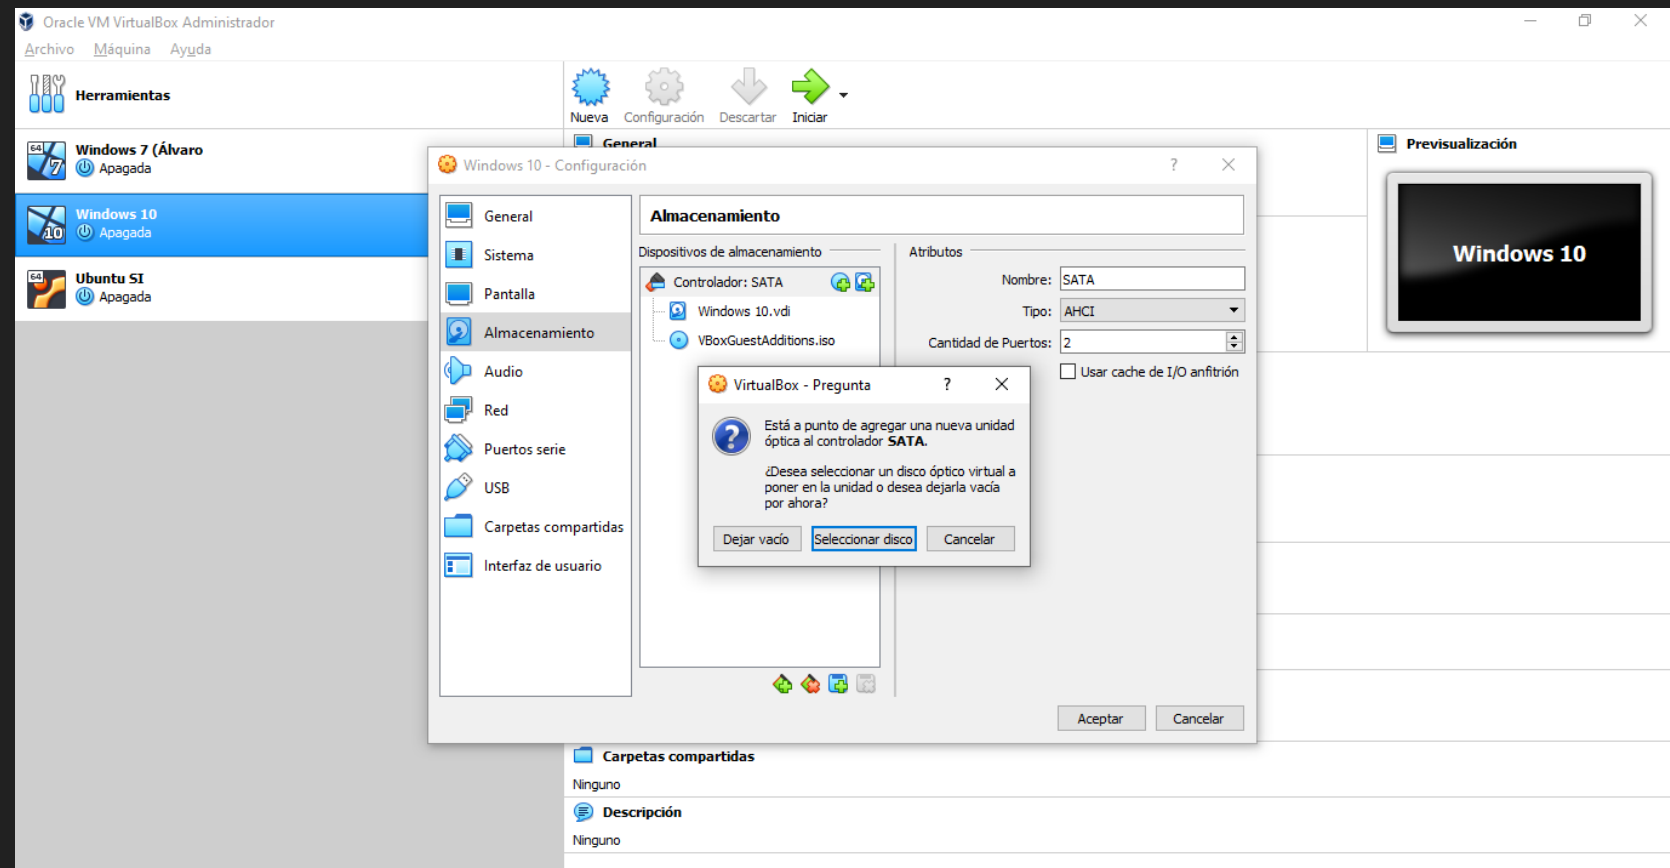 Oracle VM VirtualBox Administrador
Archivo Máquina Ayuda
Herramientas
Nueva Configuración Descartar Iniciar
64
7
Windows 7 (Álvaro
Apagada
10
Windows 10
Apagada
64
Ubuntu SI
Apagada
General
Previsualización
Windows 10
Windows 10 - Configuración
?
General
Sistema
Pantalla
Almacenamiento
Audio
Red
Puertos serie
USB
Carpetas compartidas
Interfaz de usuario
Almacenamiento
Dispositivos de almacenamiento
Controlador: SATA
Windows 10.vdi
VBoxGuestAdditions.iso
Atributos
Nombre: SATA
Tipo: AHCI
Cantidad de Puertos: 2
Usar cache de I/O anfitrión
VirtualBox - Pregunta
?
Está a punto de agregar una nueva unidad
óptica al controlador SATA.
¿Desea seleccionar un disco óptico virtual a
poner en la unidad o desea dejarla vacía
por ahora?
Dejar vacío Seleccionar disco Cancelar
Aceptar Cancelar
Carpetas compartidas
Ninguno
Descripción
Ninguno